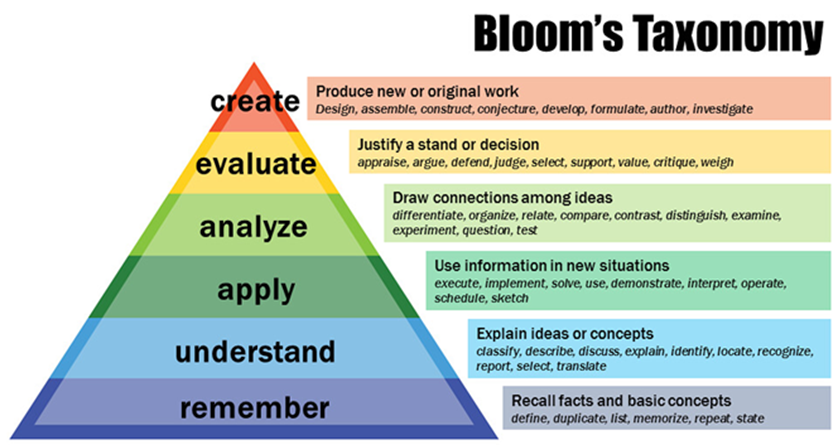 Bloom's Taxonomy
create
Produce new or original work
Design, assemble, construct, conjecture, develop, formulate, author, investigate
evaluate
Justify a stand or decision
appraise, argue, defend, judge, select, support, value, critique, weigh
analyze
Draw connections among ideas
differentiate, organize, relate, compare, contrast, distinguish, examine,
experiment, question, test
apply
Use information in new situations
execute, implement, solve, use, demonstrate, interpret, operate,
schedule, sketch
understand
Explain ideas or concepts
classify, describe, discuss, explain, identify, locate, recognize,
report, select, translate
remember
Recall facts and basic concepts
define, duplicate, list, memorize, repeat, state